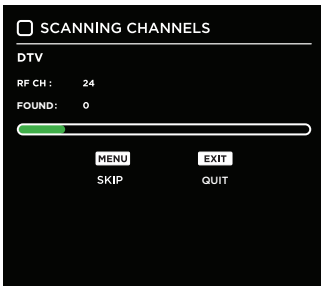 SCANNING CHANNELS
DTV
RF CH : 24
FOUND: 0
MENU EXIT
SKIP QUIT